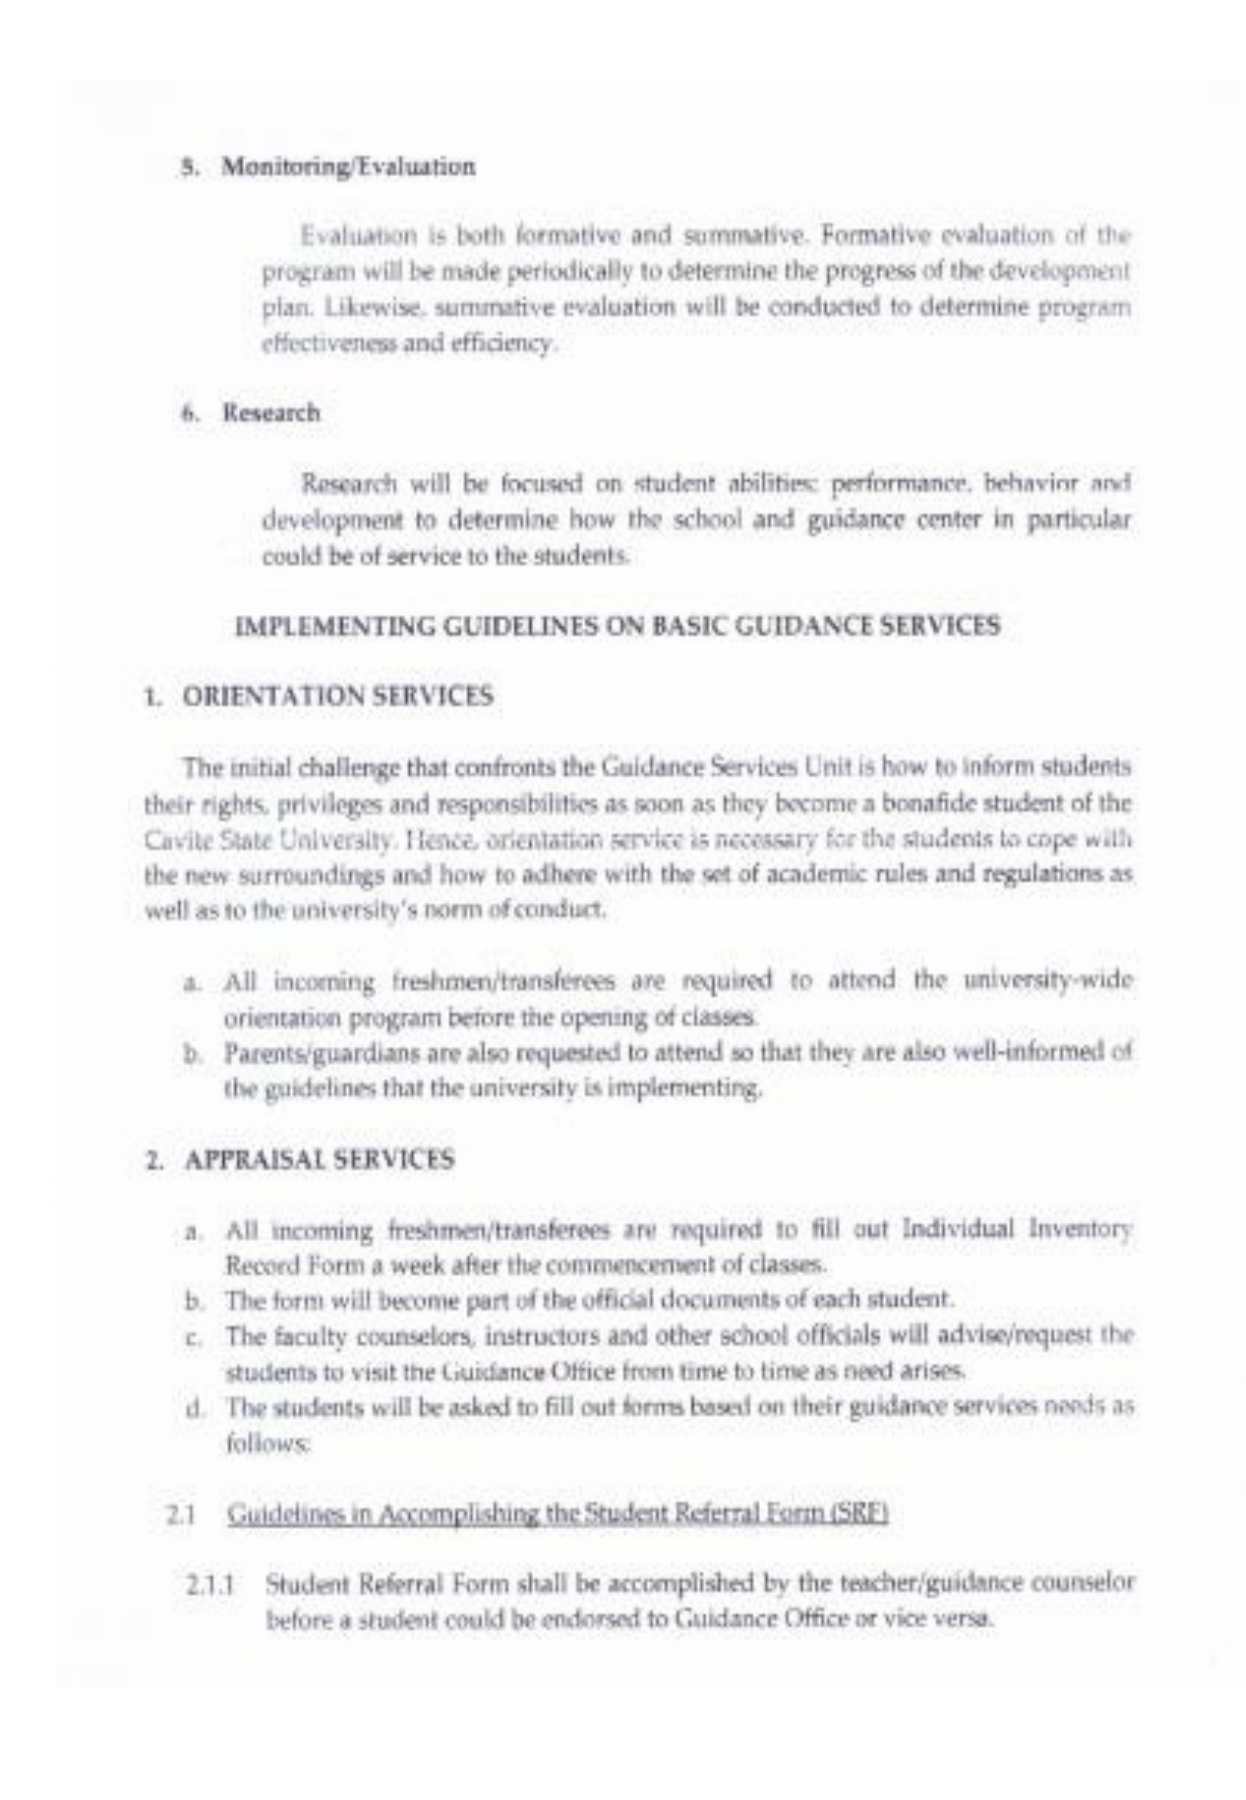 5. Monitoring/Evaluation
Evaluation is both formative and summative. Formative evaluation of the
program will be made periodically to determine the progress of the development
plan. Likewise, summative evaluation will be conducted to determine program
effectiveness and efficiency.
6. Research
Research will be focused on student abilities; performance, behavior and
development to determine how the school and guidance center in particular
could be of service to the students.
IMPLEMENTING GUIDELINES ON BASIC GUIDANCE SERVICES
1. ORIENTATION SERVICES
The initial challenge that confronts the Guidance Services Unit is how to inform students
their rights, privileges and responsibilities as soon as they become a bonafide student of the
Cavite State University. Hence, orientation service is necessary for the students to cope with
the new surroundings and how to adhere with the set of academic rules and regulations as
well as to the university's norm of conduct.
a. All incoming freshmen/transferees are required to attend the university-wide
orientation program before the opening of classes.
b. Parents/guardians are also requested to attend so that they are also well-informed of
the guidelines that the university is implementing.
2. APPRAISAL SERVICES
a. All incoming freshmen/transferees are required to fill out Individual Inventory
Record Form a week after the commencement of classes.
b. The form will become part of the official documents of each student.
c. The faculty counselors, instructors and other school officials will advise/request the
students to visit the Guidance Office from time to time as need arises.
d. The students will be asked to fill out forms based on their guidance services needs as
follows:
2.1 Guidelines in Accomplishing the Student Referral Form (SRF)
2.1.1 Student Referral Form shall be accomplished by the teacher/guidance counselor
before a student could be endorsed to Guidance Office or vice versa.